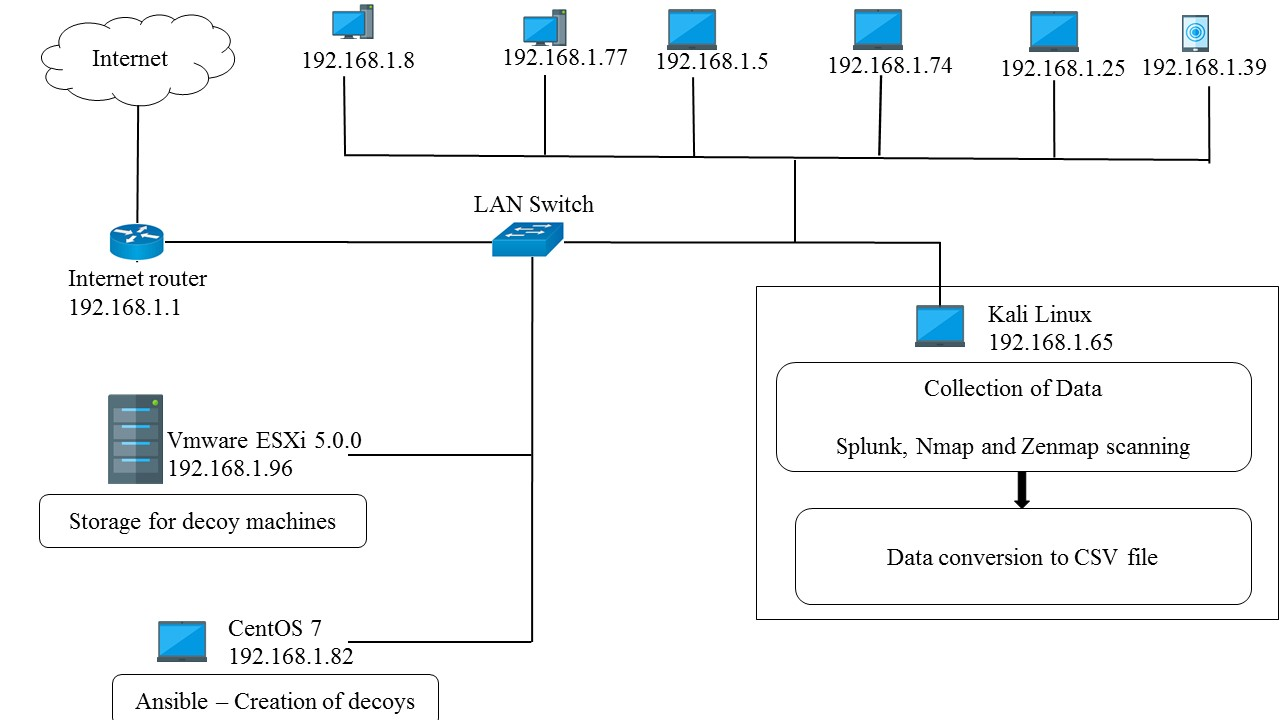 Internet
192.168.1.8
192.168.1.77
192.168.1.5
192.168.1.74
192.168.1.25
192.168.1.39
LAN Switch
Internet router
192.168.1.1
Kali Linux
192.168.1.65
Collection of Data
Splunk, Nmap and Zenmap scanning
Data conversion to CSV file
Vmware ESXi 5.0.0
192.168.1.96
Storage for decoy machines
CentOS 7
192.168.1.82
Ansible – Creation of decoys